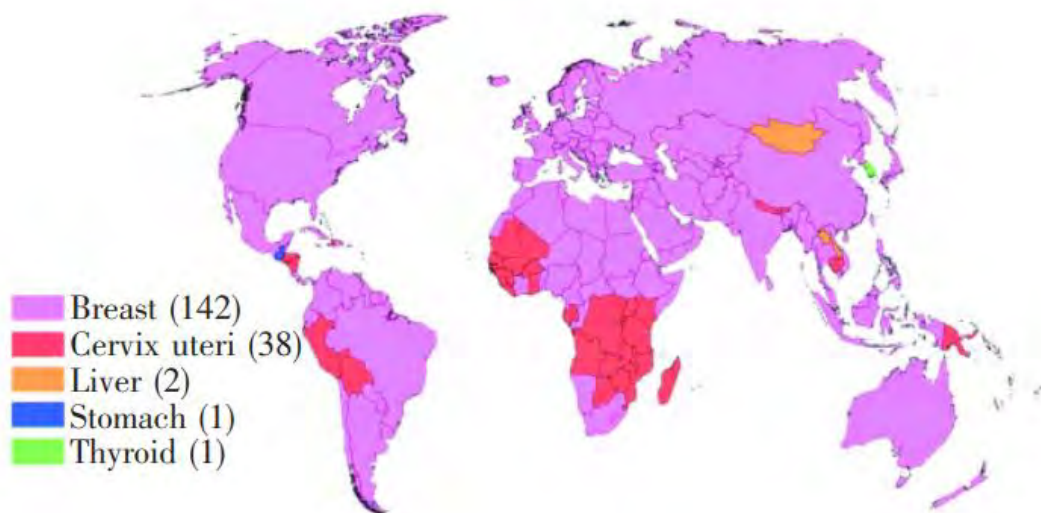 Breast (142)
Cervix uteri (38)
Liver (2)
Stomach (1)
Thyroid (1)